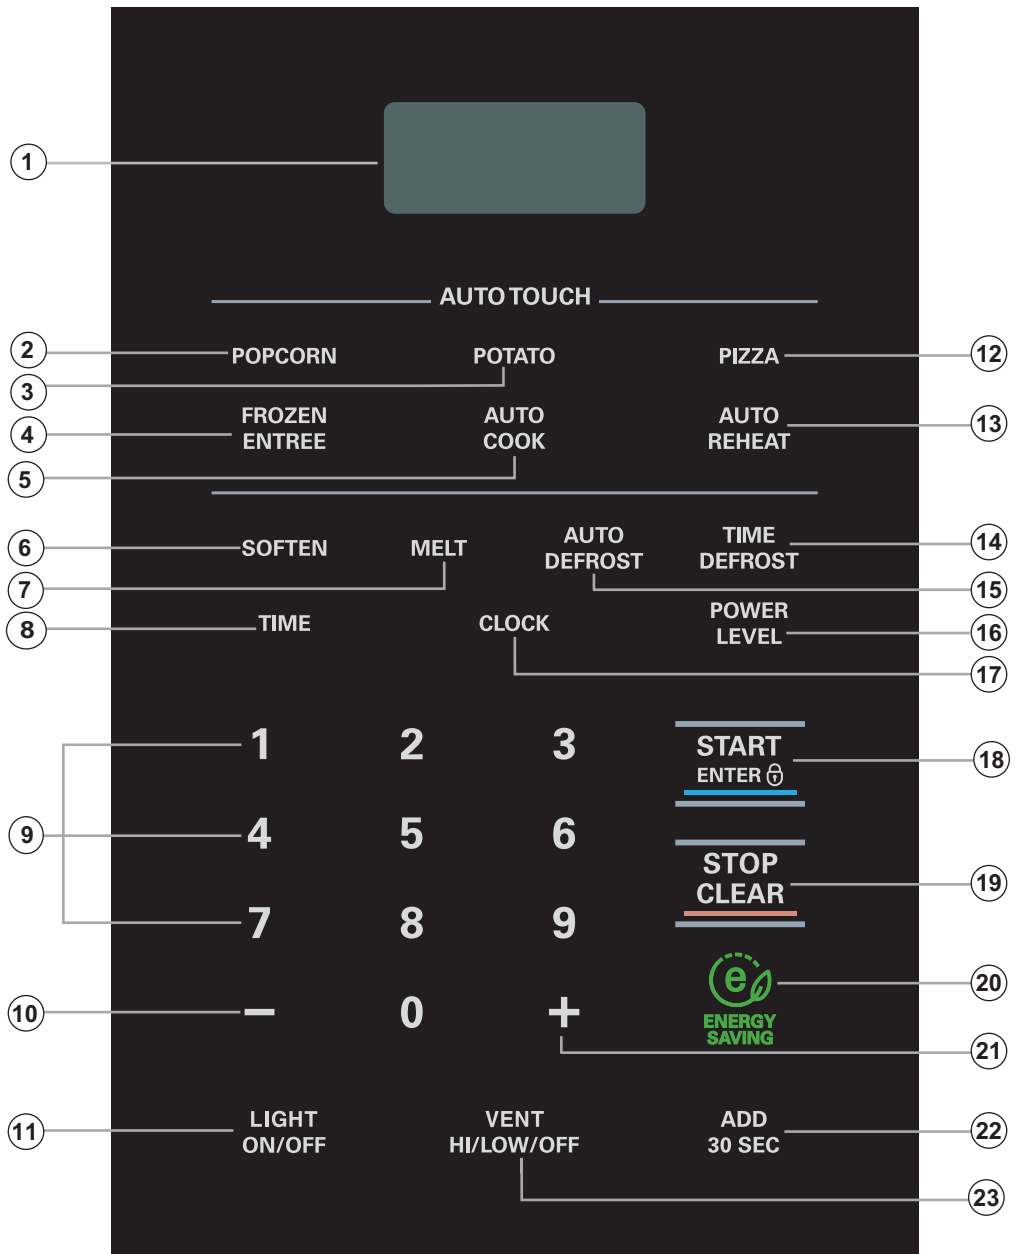 1
AUTO TOUCH
2
POPCORN
POTATO
PIZZA
12
3
FROZEN
ENTREE
AUTO
COOK
AUTO
REHEAT
13
4
5
6
SOFTEN
MELT
AUTO
DEFROST
TIME
DEFROST
14
7
15
8
TIME
CLOCK
POWER
LEVEL
16
17
1
2
3
START
ENTER
18
9
4
5
6
STOP
CLEAR
19
7
8
9
e
ENERGY
SAVING
20
10
−
0
+
21
11
LIGHT
ON/OFF
VENT
HI/LOW/OFF
ADD
30 SEC
22
23